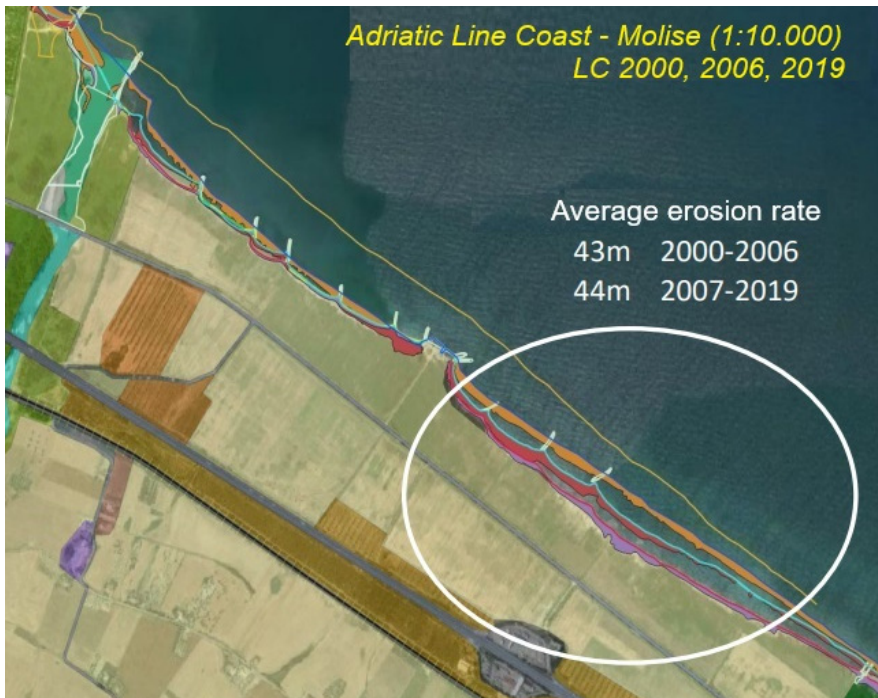 Adriatic Line Coast - Molise (1:10.000)
LC 2000, 2006, 2019
Average erosion rate
43m 2000-2006
44m 2007-2019